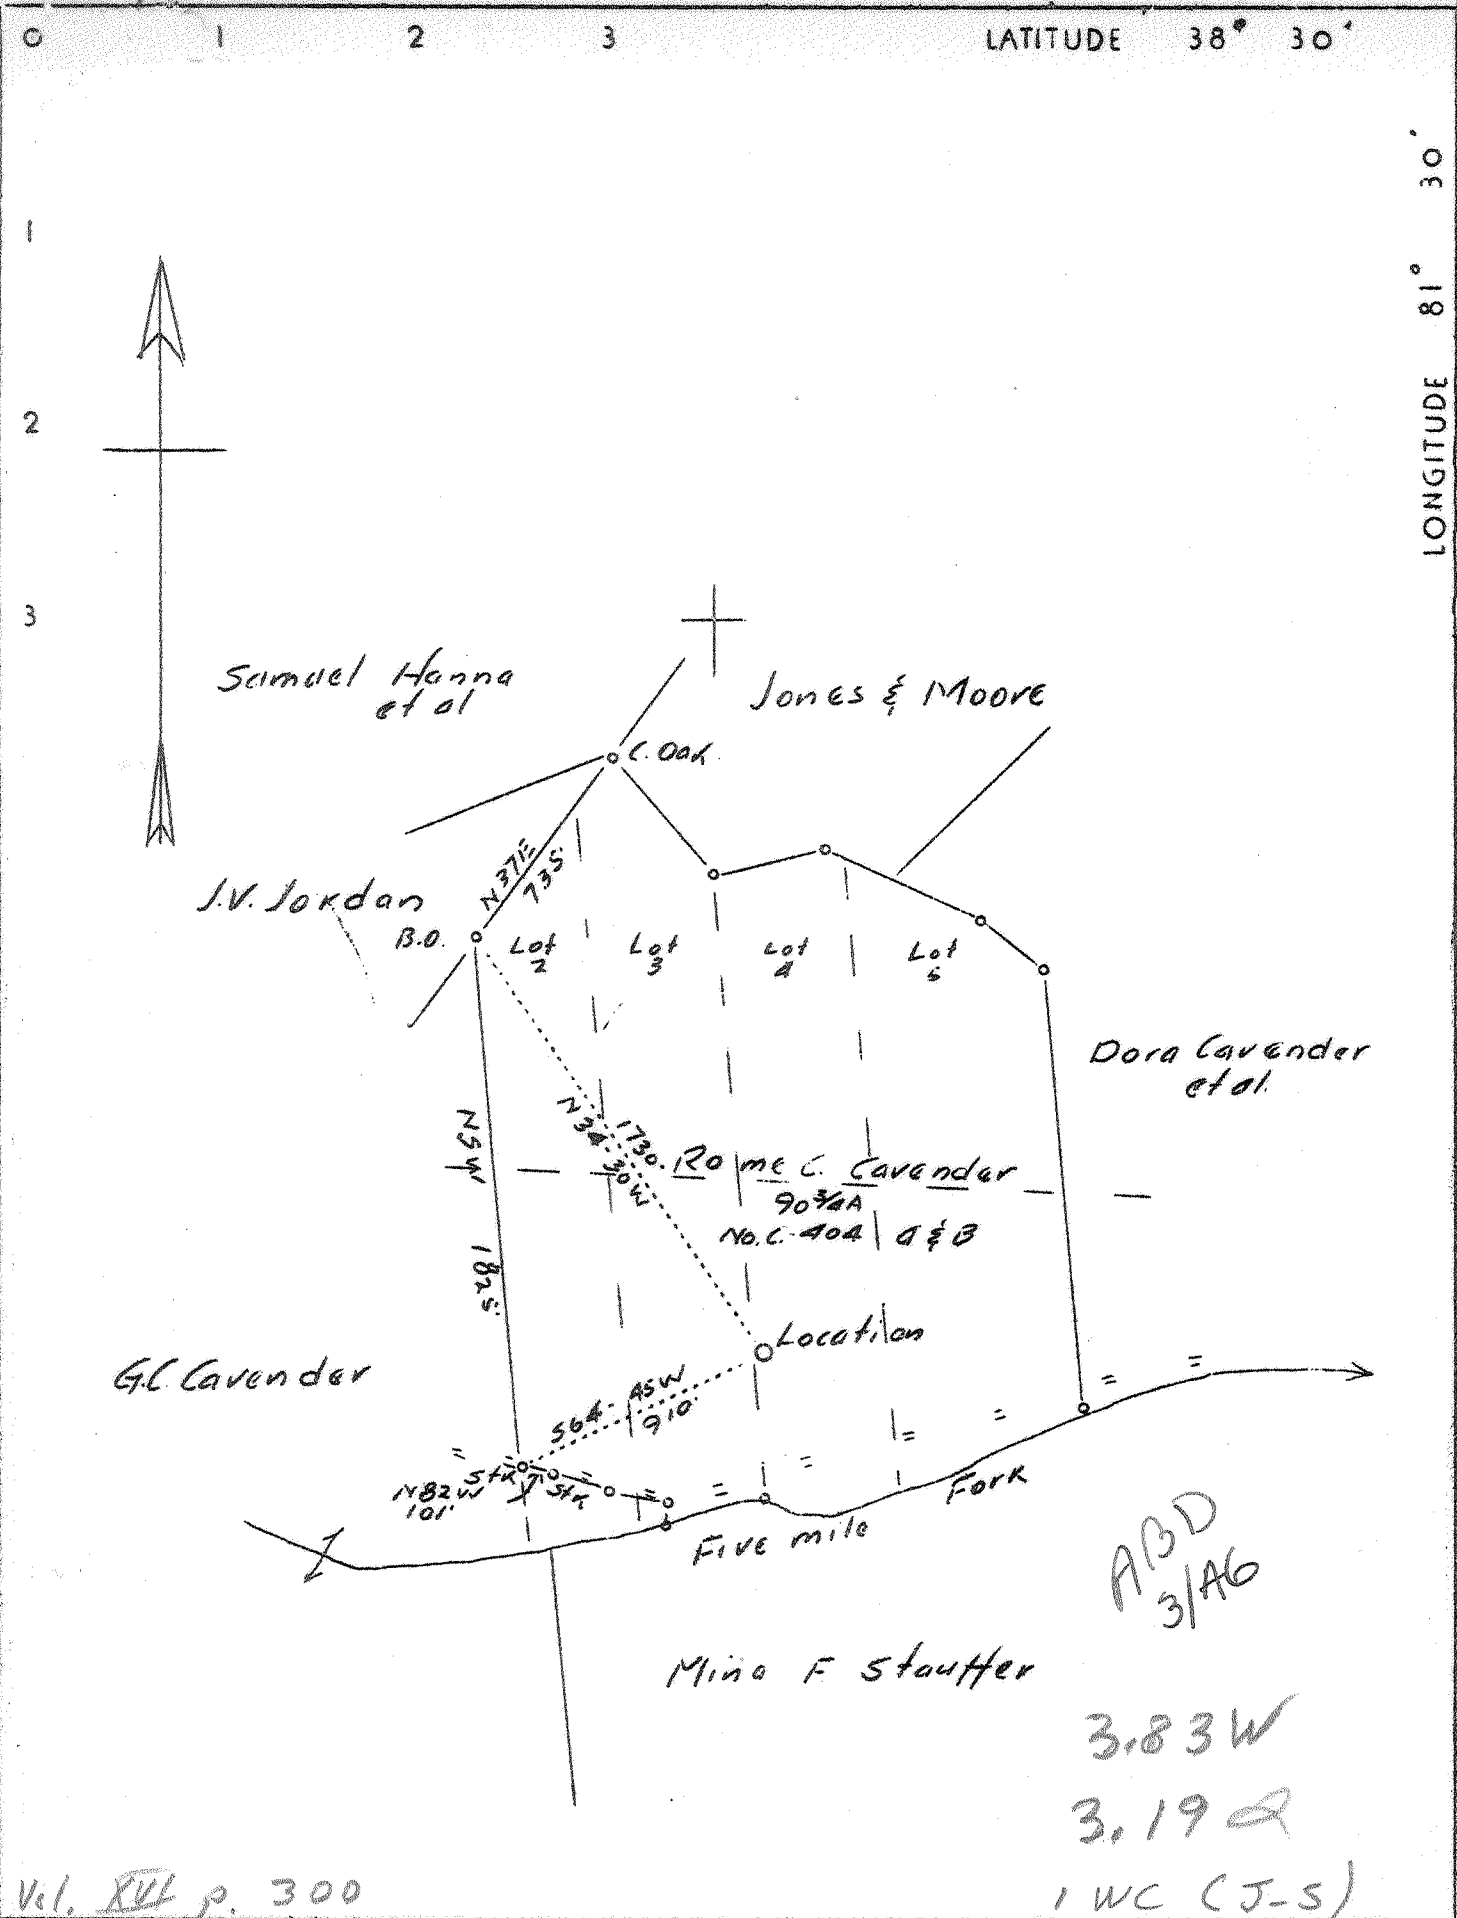 0 1 2 3 LATITUDE 38° 30'
LONGITUDE 81° 30'
1
2
3
Samuel Hanna
et al
Jones & Moore
C. Oak.
N37E
735'
J.V. Jordan
B.O.
Lot
2
Lot
3
Lot
4
Lot
5
Dora Cavender
et al.
N5W
1825'
N34-30W
1730.
Rome C. Cavender
90 3/4 A
No. C-404 A & B
Location
G.C. Cavender
S64-45W
910'
Stk
Stk
N82W
101'
Five mile Fork
ABD
3/46
Mina F Stauffer
3.83W
3.19
Vol. XVI p. 300
1 WC (J-5)